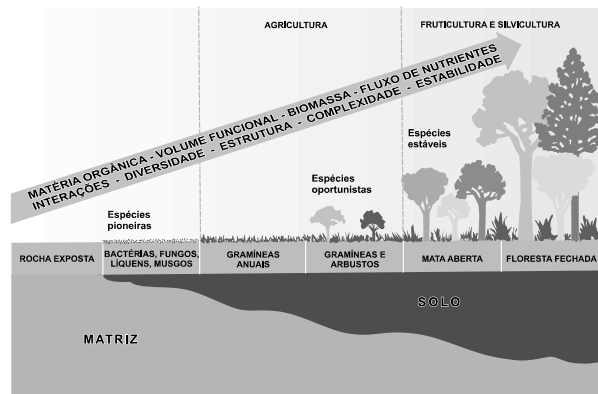 AGRICULTURA
FRUTICULTURA E SILVICULTURA
MATÉRIA ORGÂNICA - VOLUME FUNCIONAL - BIOMASSA - FLUXO DE NUTRIENTES
INTERAÇÕES - DIVERSIDADE - ESTRUTURA - COMPLEXIDADE - ESTABILIDADE
Espécies
pioneiras
Espécies
oportunistas
Espécies
estáveis
ROCHA EXPOSTA
BACTÉRIAS, FUNGOS,
LÍQUENS, MUSGOS
GRAMÍNEAS
ANUAIS
GRAMÍNEAS E
ARBUSTOS
MATA ABERTA
FLORESTA FECHADA
SOLO
MATRIZ